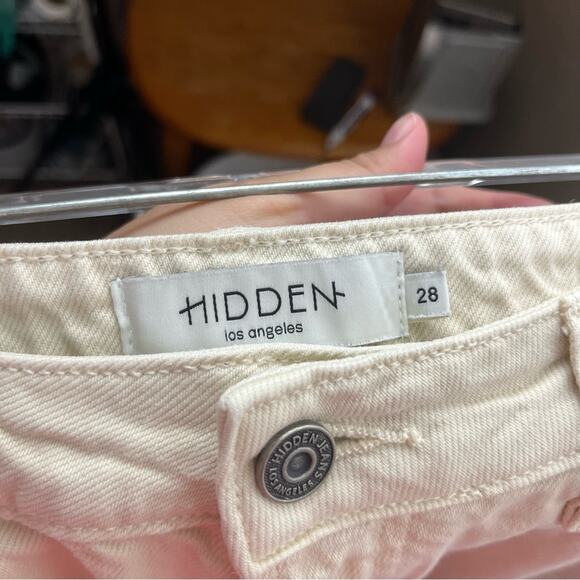 HIDDEN
los angeles
28
HIDDEN JEANS
LOS ANGELES